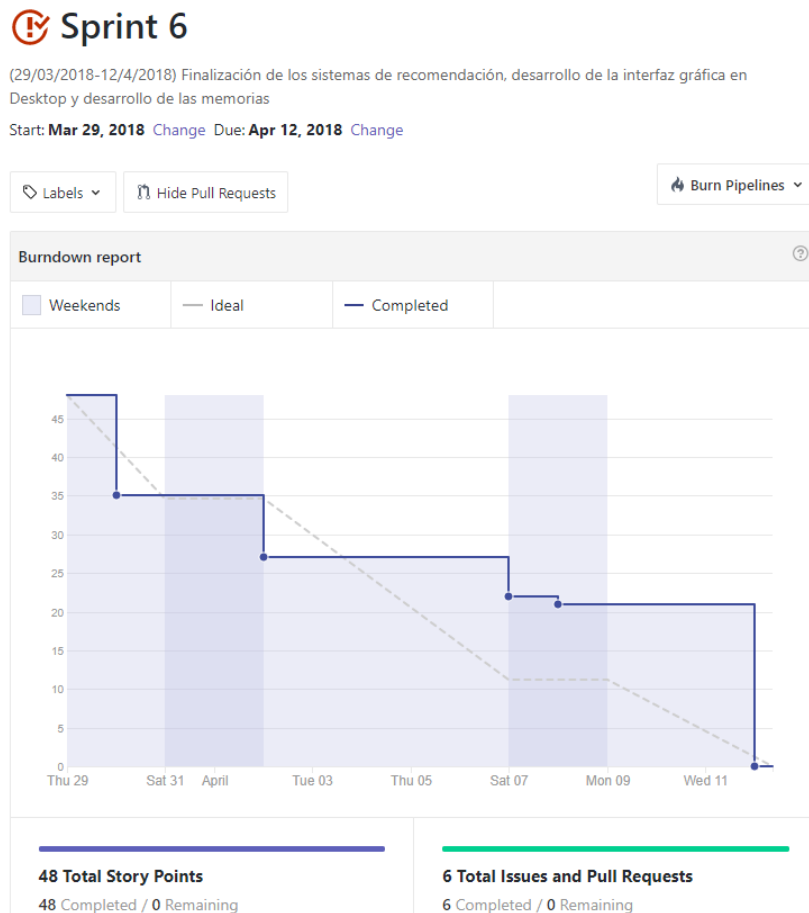 Sprint 6
(29/03/2018-12/4/2018) Finalización de los sistemas de recomendación, desarrollo de la interfaz gráfica en
Desktop y desarrollo de las memorias
Start: Mar 29, 2018 Change Due: Apr 12, 2018 Change
Labels
Hide Pull Requests
Burn Pipelines
Burndown report
?
Weekends
Ideal
Completed
45
40
35
30
25
20
15
10
5
0
Thu 29
Sat 31
April
Tue 03
Thu 05
Sat 07
Mon 09
Wed 11
48 Total Story Points
48 Completed / 0 Remaining
6 Total Issues and Pull Requests
6 Completed / 0 Remaining